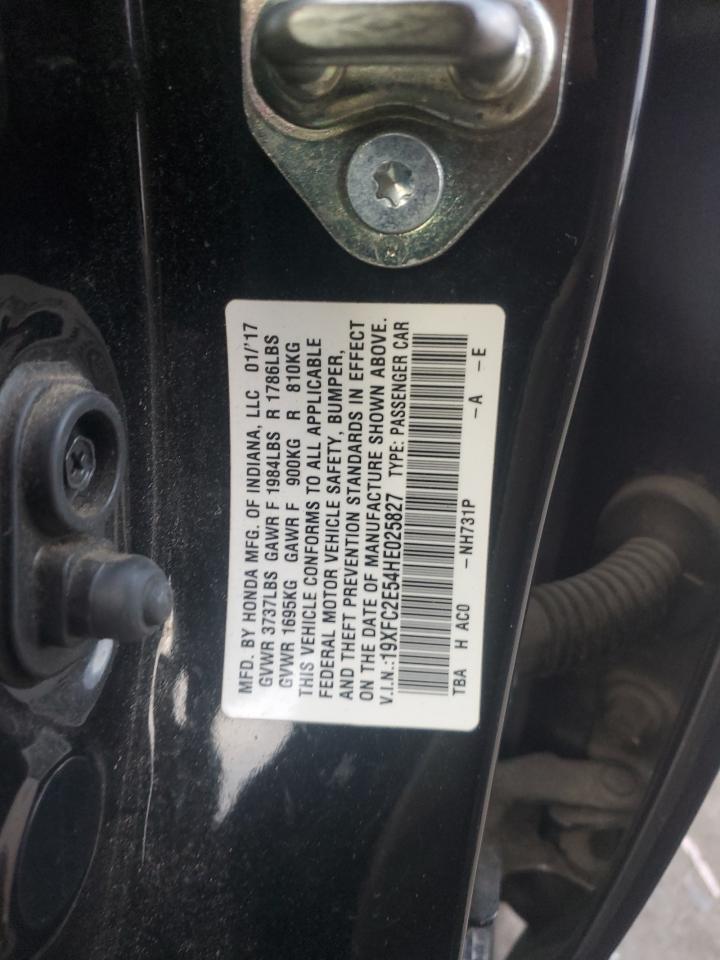 MFD. BY HONDA MFG. OF INDIANA, LLC 01/'17
GVWR 3737LBS GAWR F 1984LBS R 1786LBS
GVWR 1695KG GAWR F 900KG R 810KG
THIS VEHICLE CONFORMS TO ALL APPLICABLE
FEDERAL MOTOR VEHICLE SAFETY, BUMPER,
AND THEFT PREVENTION STANDARDS IN EFFECT
ON THE DATE OF MANUFACTURE SHOWN ABOVE.
V.I.N.:19XFC2E54HE025827 TYPE: PASSENGER CAR
TBA H AC0 -NH731P -A -E